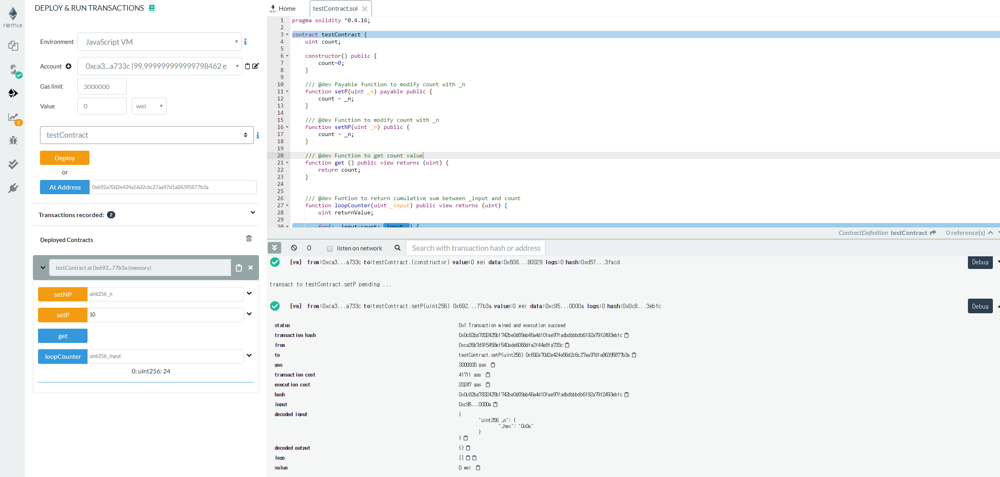 DEPLOY & RUN TRANSACTIONS
remix
Environment
JavaScript VM
Account
0xca3...a733c (99.999999999999798462 e
Gas limit
3000000
Value
0
wei
2
testContract
Deploy
or
At Address
0x692a70d2e424a56d2c6c27aa97d1a86395877b3a
Transactions recorded: 2
Deployed Contracts
testContract at 0x692...77b3a (memory)
setNP
uint256 _n
setP
10
get
loopCounter
uint256 _input
0: uint256: 24
remix
Home
testContract.sol
1 pragma solidity ^0.4.16;
2
3 contract testContract {
4 uint count;
5
6 constructor() public {
7 count=0;
8 }
9
10 /// @dev Payable function to modify count with _n
11 function setP(uint _n) payable public {
12 count = _n;
13 }
14
15 /// @dev Function to modify count with _n
16 function setNP(uint _n) public {
17 count = _n;
18 }
19
20 /// @dev Function to get count value
21 function get () public view returns (uint) {
22 return count;
23 }
24
25
26 /// @dev Funtion to return cumulative sum between _input and count
27 function loopCounter(uint _input) public view returns (uint) {
28 uint returnValue;
29
30 for(; _input<count; _input++) {
ContractDefinition testContract 0 reference(s)
0
listen on network
Search with transaction hash or address
[vm] from:0xca3...a733c to:testContract.(constructor) value:0 wei data:0x608...80029 logs:0 hash:0xd57...3facd
Debug
transact to testContract.setP pending ...
[vm] from:0xca3...a733c to:testContract.setP(uint256) 0x692...77b3a value:0 wei data:0xc95...0000a logs:0 hash:0x0c8...3ebfc
Debug
status 0x1 Transaction mined and execution succeed
transaction hash 0x0c82ba7832425b1742be0d89ab46a4d10fae97fadbdbbbdb6192a79f2493ebfc
from 0xca35b7d915458ef540ade6068dfe2f44e8fa733c
to testContract.setP(uint256) 0x692a70d2e424a56d2c6c27aa97d1a86395877b3a
gas 3000000 gas
transaction cost 41711 gas
execution cost 20247 gas
hash 0x0c82ba7832425b1742be0d89ab46a4d10fae97fadbdbbbdb6192a79f2493ebfc
input 0xc95...0000a
decoded input {
"uint256 _n": {
"_hex": "0x0a"
}
}
decoded output {}
logs []
value 0 wei